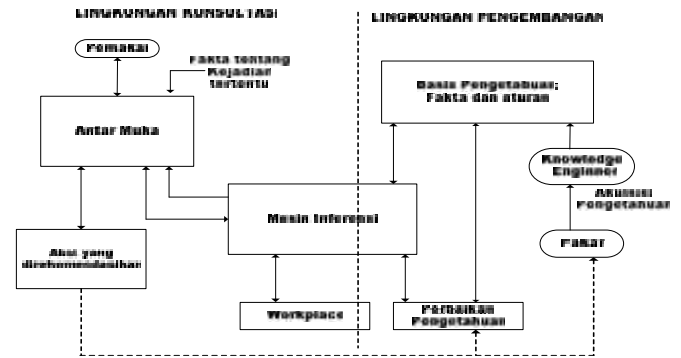 LINGKUNGAN KONSULTASI
LINGKUNGAN PENGEMBANGAN
Pemakai
Fakta tentang
Kejadian
tertentu
Basis Pengetahuan;
Fakta dan aturan
Antar Muka
Knowledge
Enginner
Akuisisi
Pengetahuan
Mesin Inferensi
Aksi yang
direkomendasikan
Pakar
Workplace
Perbaikan
Pengetahuan